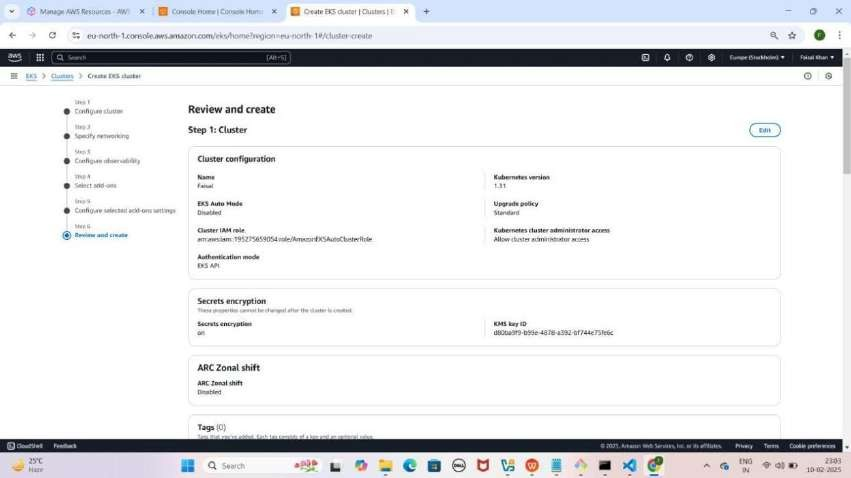 Manage AWS Resources - AWS
Console Home | Console Home
Create EKS cluster | Clusters | E
eu-north-1.console.aws.amazon.com/eks/home?region=eu-north-1#/cluster-create
aws
Search
[Alt+S]
Europe (Stockholm)
Faisal Khan
EKS > Clusters > Create EKS cluster
Step 1
Configure cluster
Step 2
Specify networking
Step 3
Configure observability
Step 4
Select add-ons
Step 5
Configure selected add-ons settings
Step 6
Review and create
Review and create
Step 1: Cluster
Edit
Cluster configuration
Name
Faisal
Kubernetes version
1.31
EKS Auto Mode
Disabled
Upgrade policy
Standard
Cluster IAM role
arn:aws:iam::195275659054:role/AmazonEKSAutoClusterRole
Kubernetes cluster administrator access
Allow cluster administrator access
Authentication mode
EKS API
Secrets encryption
These properties cannot be changed after the cluster is created.
Secrets encryption
on
KMS key ID
ARC Zonal shift
ARC Zonal shift
Disabled
Tags (0)
Tags that you've added. Each tag consists of a key and an optional value.
CloudShell
Feedback
© 2025, Amazon Web Services, Inc. or its affiliates.
Privacy
Terms
Cookie preferences
25°C
Haze
Search
DELL
ENG
IN
23:03
10-02-2025